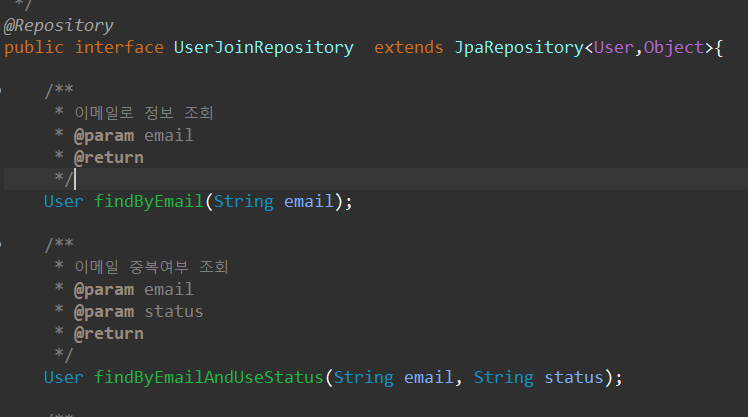 */
@Repository
public interface UserJoinRepository  extends JpaRepository<User,Object>{
/**
* 이메일로 정보 조회
* @param email
* @return
*/
User findByEmail(String email);
/**
* 이메일 중복여부 조회
* @param email
* @param status
* @return
*/
User findByEmailAndUseStatus(String email, String status);
/**